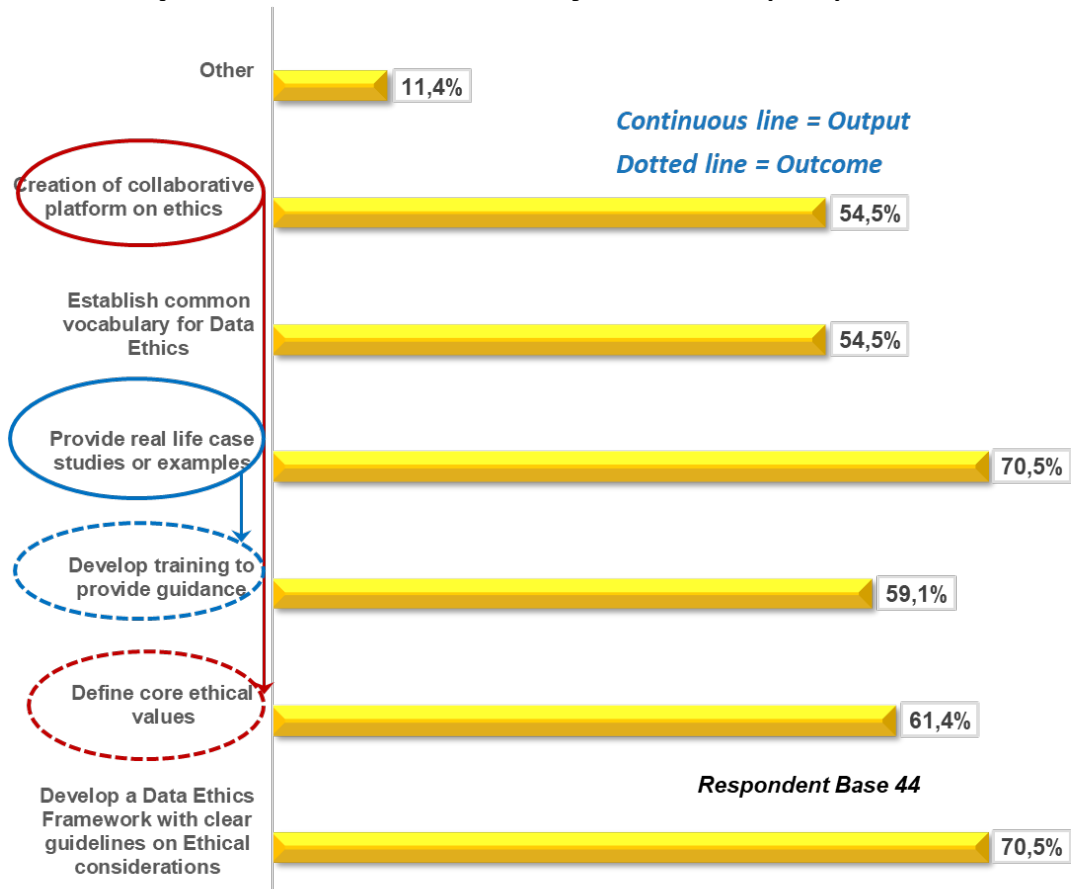 Other
11,4%
Continuous line = Output
Dotted line = Outcome
Creation of collaborative
platform on ethics
54,5%
Establish common
vocabulary for Data
Ethics
54,5%
Provide real life case
studies or examples
70,5%
Develop training to
provide guidance
59,1%
Define core ethical
values
61,4%
Respondent Base 44
Develop a Data Ethics
Framework with clear
guidelines on Ethical
considerations
70,5%